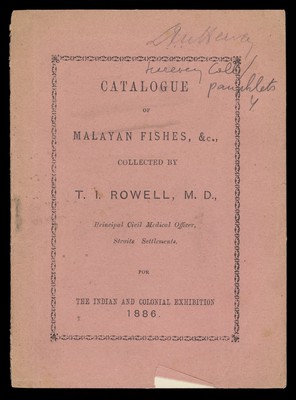 CATALOGUE
OF
MALAYAN FISHES, &c.,
COLLECTED BY
T. I. ROWELL, M. D.,
Principal Civil Medical Officer,
Straits Settlements.
FOR
THE INDIAN AND COLONIAL EXHIBITION
1886.
pamphlets
4